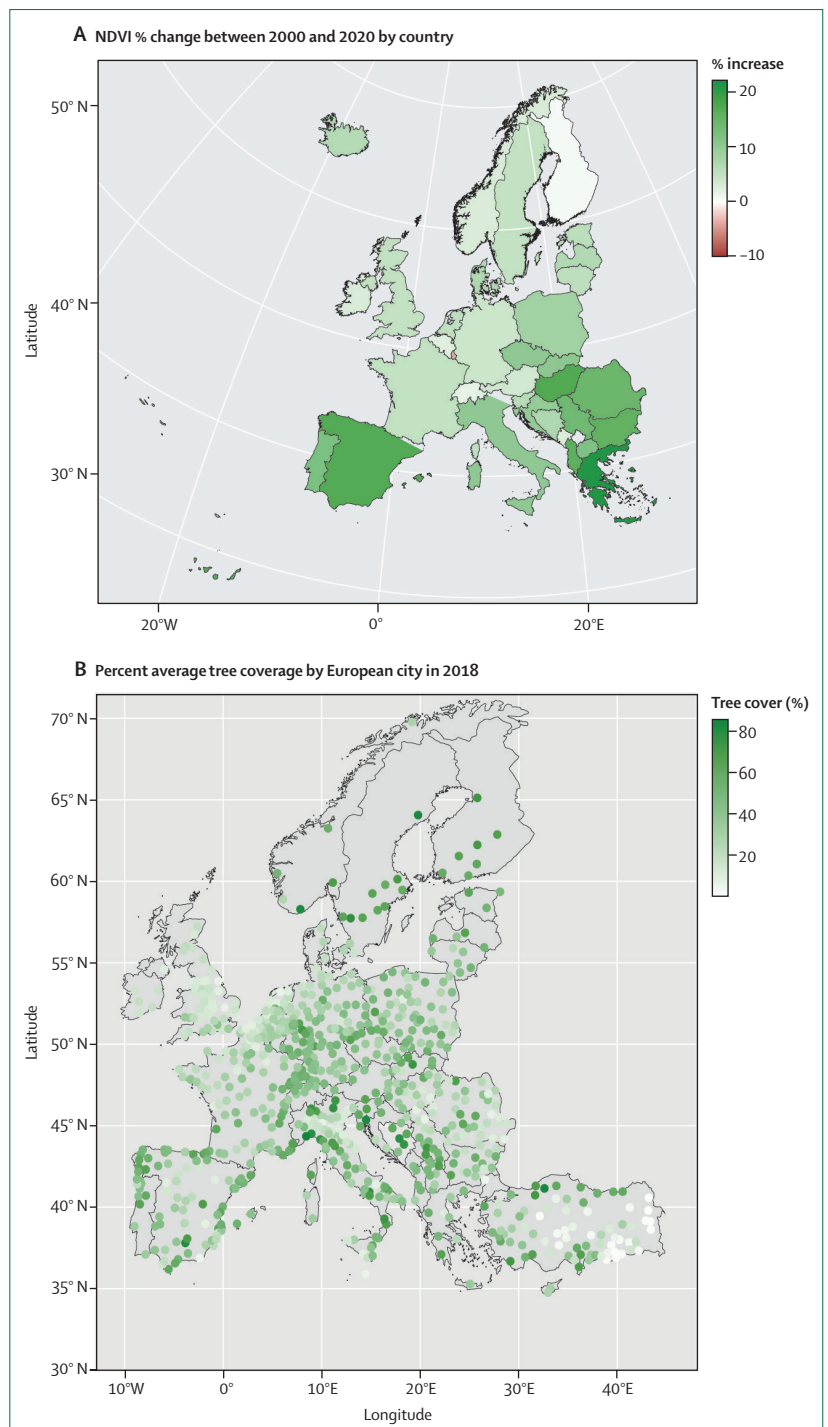 A NDVI % change between 2000 and 2020 by country
% increase
20
10
0
−10
50° N
40° N
30° N
Latitude
20°W
0°
20°E
B Percent average tree coverage by European city in 2018
Tree cover (%)
80
60
40
20
70° N
65° N
60° N
55° N
50° N
45° N
40° N
35° N
30° N
Latitude
10°W
0°
10°E
20°E
30°E
40°E
Longitude